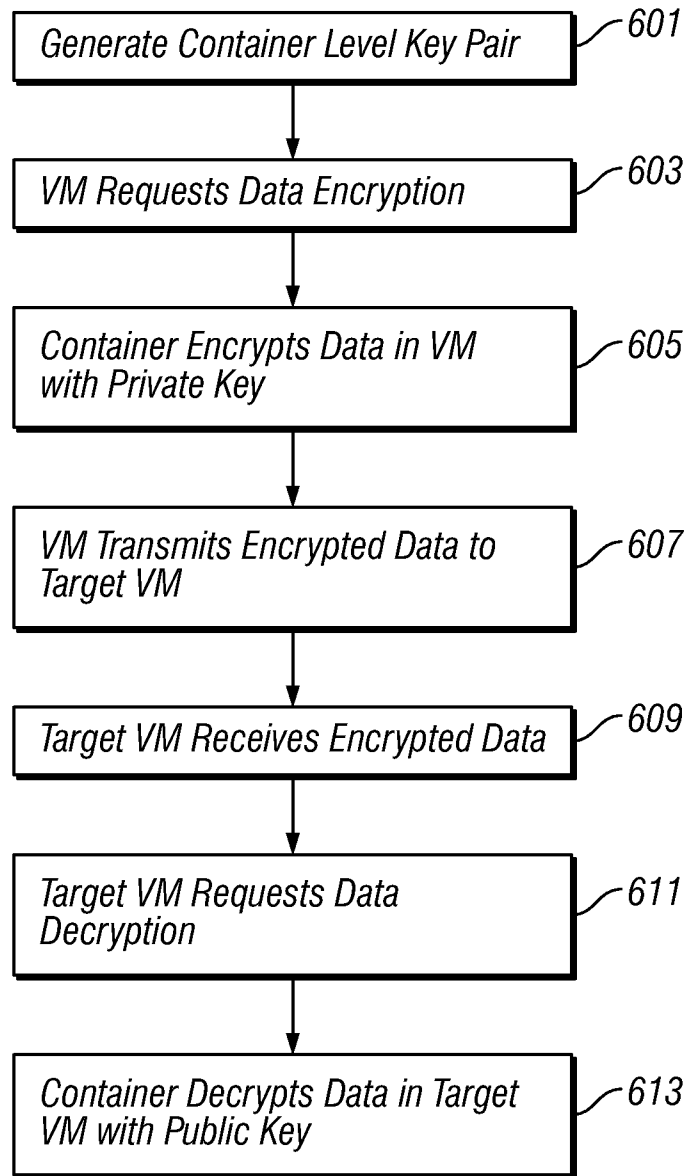 Generate Container Level Key Pair
601
VM Requests Data Encryption
603
Container Encrypts Data in VM
with Private Key
605
VM Transmits Encrypted Data to
Target VM
607
Target VM Receives Encrypted Data
609
Target VM Requests Data
Decryption
611
Container Decrypts Data in Target
VM with Public Key
613